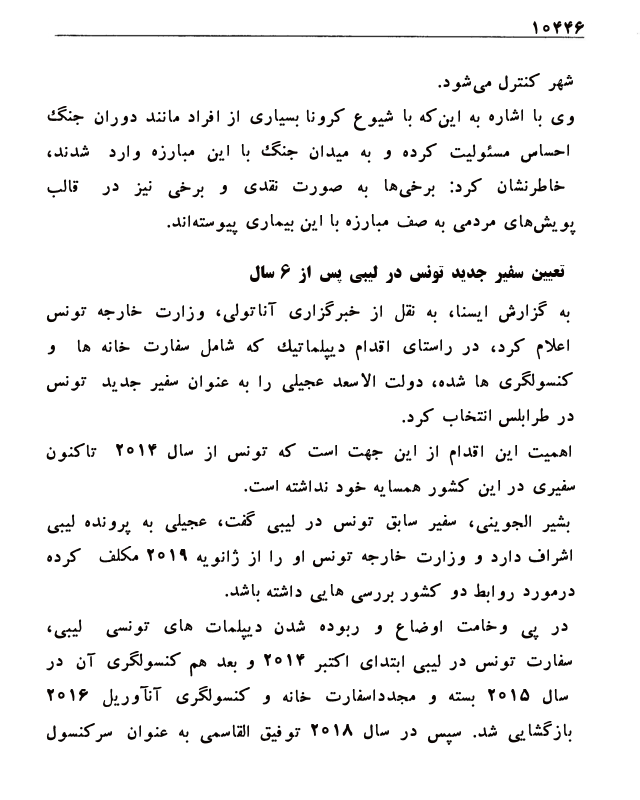 ۱۰۴۴۶
شهر کنترل می‌شود.
وی با اشاره به این‌که با شیوع کرونا بسیاری از افراد مانند دوران جنگ
احساس مسئولیت کرده و به میدان جنگ با این مبارزه وارد شدند،
خاطرنشان کرد: برخی‌ها به صورت نقدی و برخی نیز در قالب
پویش‌های مردمی به صف مبارزه با این بیماری پیوسته‌اند.
تعیین سفیر جدید تونس در لیبی پس از ۶ سال
به گزارش ایسنا، به نقل از خبرگزاری آناتولی، وزارت خارجه تونس
اعلام کرد، در راستای اقدام دیپلماتیک که شامل سفارت خانه ها و
کنسولگری ها شده، دولت الاسعد عجیلی را به عنوان سفیر جدید تونس
در طرابلس انتخاب کرد.
اهمیت این اقدام از این جهت است که تونس از سال ۲۰۱۴ تاکنون
سفیری در این کشور همسایه خود نداشته است.
بشیر الجوینی، سفیر سابق تونس در لیبی گفت، عجیلی به پرونده لیبی
اشراف دارد و وزارت خارجه تونس او را از ژانویه ۲۰۱۹ مکلف کرده
درمورد روابط دو کشور بررسی هایی داشته باشد.
در پی وخامت اوضاع و ربوده شدن دیپلمات های تونسی لیبی،
سفارت تونس در لیبی ابتدای اکتبر ۲۰۱۴ و بعد هم کنسولگری آن در
سال ۲۰۱۵ بسته و مجدداسفارت خانه و کنسولگری آنآوریل ۲۰۱۶
بازگشایی شد. سپس در سال ۲۰۱۸ توفیق القاسمی به عنوان سرکنسول